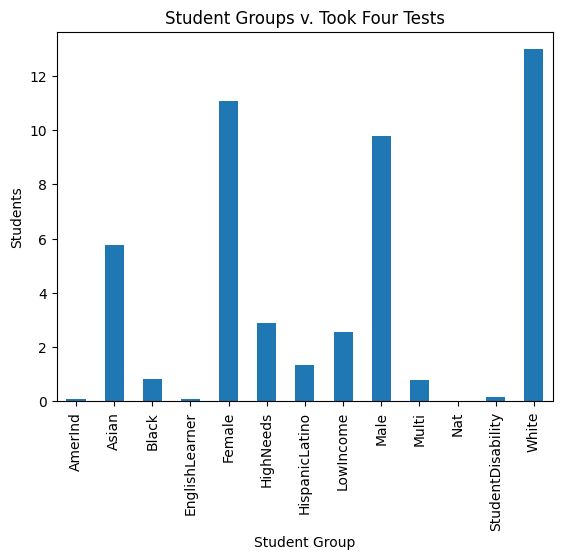 Student Groups v. Took Four Tests
Students
12
10
8
6
4
2
0
AmerInd
Asian
Black
EnglishLearner
Female
HighNeeds
HispanicLatino
LowIncome
Male
Multi
Nat
StudentDisability
White
Student Group